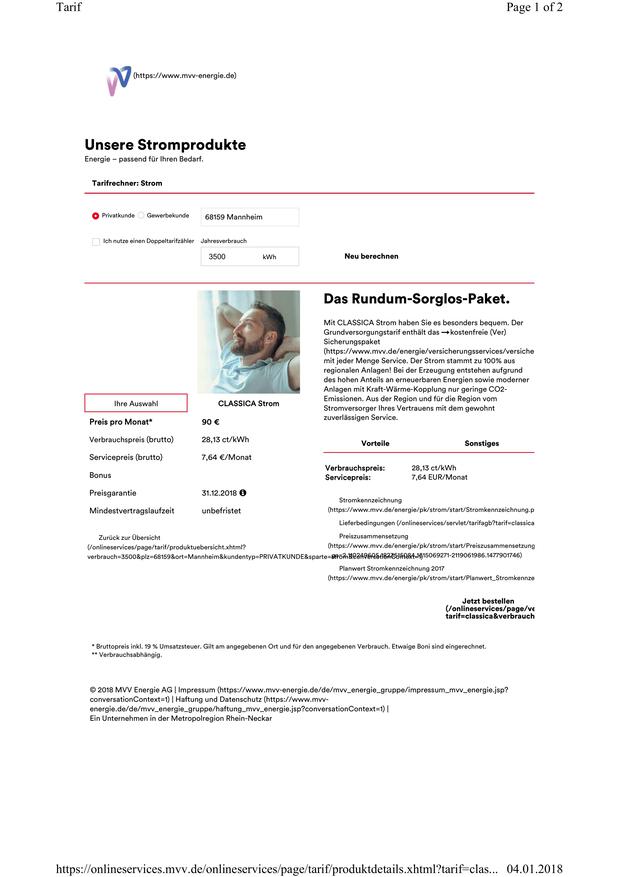 Tarif Page 1 of 2
(https://www.mvv-energie.de)
Unsere Stromprodukte
Energie – passend für Ihren Bedarf.
Tarifrechner: Strom
Privatkunde Gewerbekunde 68159 Mannheim
Ich nutze einen Doppeltarifzähler Jahresverbrauch
3500 kWh Neu berechnen
Ihre Auswahl CLASSICA Strom
Preis pro Monat* 90 €
Verbrauchspreis (brutto) 28,13 ct/kWh
Servicepreis (brutto) 7,64 €/Monat
Bonus
Preisgarantie 31.12.2018
Mindestvertragslaufzeit unbefristet
Zurück zur Übersicht
(/onlineservices/page/tarif/produktuebersicht.xhtml?
verbrauch=3500&plz=68159&ort=Mannheim&kundentyp=PRIVATKUNDE&sparte=
Das Rundum-Sorglos-Paket.
Mit CLASSICA Strom haben Sie es besonders bequem. Der
Grundversorgungstarif enthält das → kostenfreie (Ver)
Sicherungspaket
(https://www.mvv.de/energie/versicherungsservices/versiche
mit jeder Menge Service. Der Strom stammt zu 100% aus
regionalen Anlagen! Bei der Erzeugung entstehen aufgrund
des hohen Anteils an erneuerbaren Energien sowie moderner
Anlagen mit Kraft-Wärme-Kopplung nur geringe CO2-
Emissionen. Aus der Region und für die Region vom
Stromversorger Ihres Vertrauens mit dem gewohnt
zuverlässigen Service.
Vorteile Sonstiges
Verbrauchspreis: 28,13 ct/kWh
Servicepreis: 7,64 EUR/Monat
Stromkennzeichnung
(https://www.mvv.de/energie/pk/strom/start/Stromkennzeichnung.p
Lieferbedingungen (/onlineservices/servlet/tarifagb?tarif=classica
Preiszusammensetzung
(https://www.mvv.de/energie/pk/strom/start/Preiszusammensetzung
Planwert Stromkennzeichnung 2017
(https://www.mvv.de/energie/pk/strom/start/Planwert_Stromkennze
Jetzt bestellen
(/onlineservices/page/ve
tarif=classica&verbrauch
* Bruttopreis inkl. 19 % Umsatzsteuer. Gilt am angegebenen Ort und für den angegebenen Verbrauch. Etwaige Boni sind eingerechnet.
** Verbrauchsabhängig.
© 2018 MVV Energie AG | Impressum (https://www.mvv-energie.de/de/mvv_energie_gruppe/impressum_mvv_energie.jsp?
conversationContext=1) | Haftung und Datenschutz (https://www.mvv-
energie.de/de/mvv_energie_gruppe/haftung_mvv_energie.jsp?conversationContext=1) |
Ein Unternehmen in der Metropolregion Rhein-Neckar
https://onlineservices.mvv.de/onlineservices/page/tarif/produktdetails.xhtml?tarif=clas... 04.01.2018